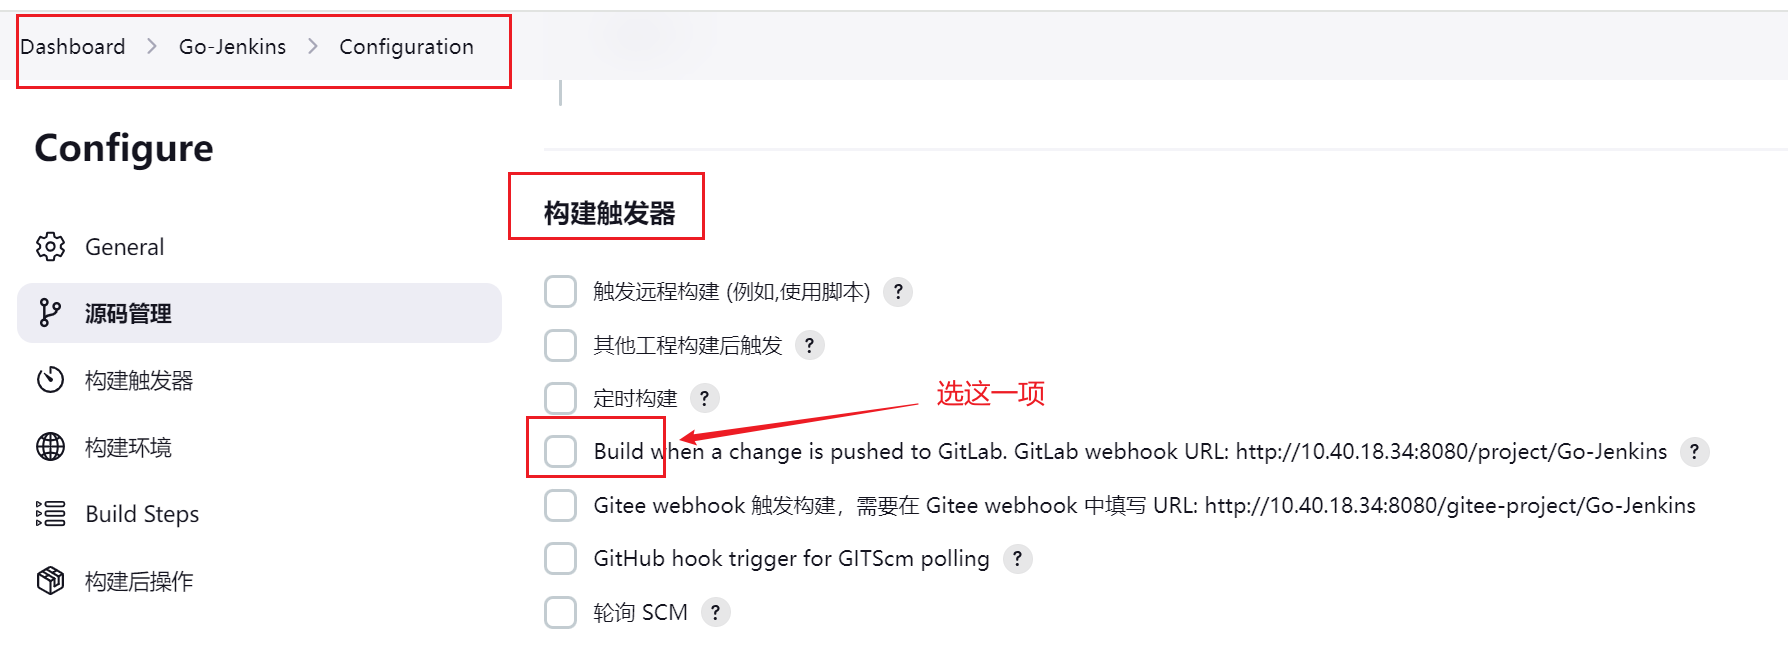 Dashboard > Go-Jenkins > Configuration
Configure
General
源码管理
构建触发器
构建环境
Build Steps
构建后操作
构建触发器
触发远程构建 (例如,使用脚本) ?
其他工程构建后触发 ?
定时构建 ?
选这一项
Build when a change is pushed to GitLab. GitLab webhook URL: http://10.40.18.34:8080/project/Go-Jenkins ?
Gitee webhook 触发构建，需要在 Gitee webhook 中填写 URL: http://10.40.18.34:8080/gitee-project/Go-Jenkins
GitHub hook trigger for GITScm polling ?
轮询 SCM ?